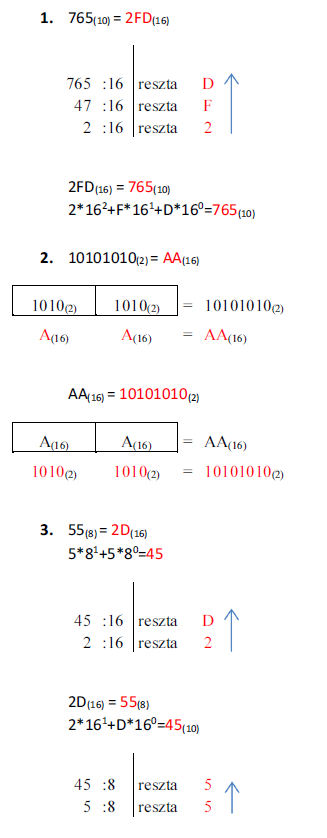 1. 765(10) = 2FD(16)
765 :16 reszta D
47 :16 reszta F
2 :16 reszta 2
2FD(16) = 765(10)
2*16²+F*16¹+D*16⁰=765(10)
2. 10101010(2) = AA(16)
1010(2) 1010(2) = 10101010(2)
A(16) A(16) = AA(16)
AA(16) = 10101010(2)
A(16) A(16) = AA(16)
1010(2) 1010(2) = 10101010(2)
3. 55(8) = 2D(16)
5*8¹+5*8⁰=45
45 :16 reszta D
2 :16 reszta 2
2D(16) = 55(8)
2*16¹+D*16⁰=45(10)
45 :8 reszta 5
5 :8 reszta 5